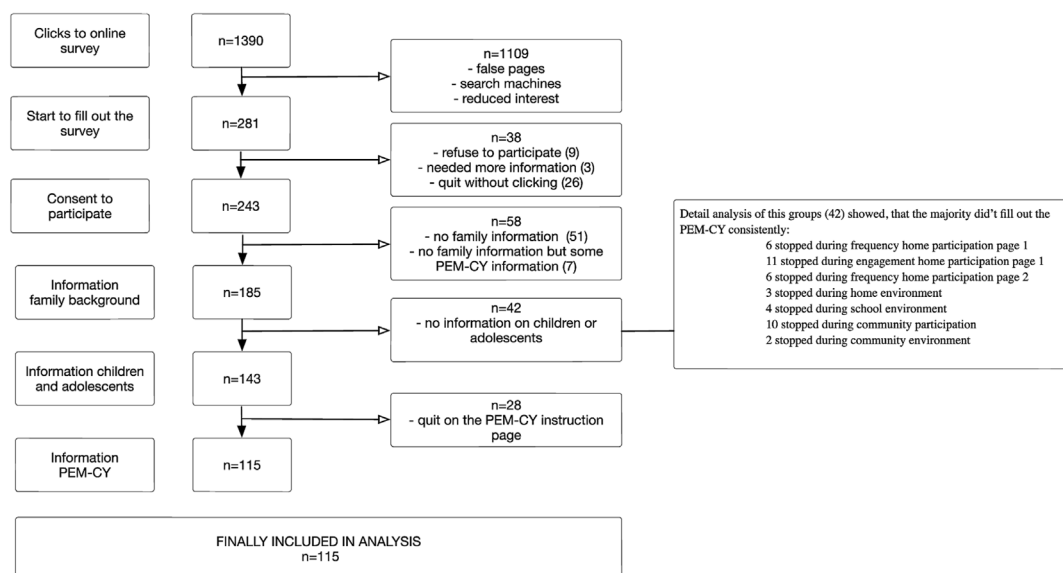 Clicks to online
survey
n=1390
n=1109
- false pages
- search machines
- reduced interest
Start to fill out the
survey
n=281
n=38
- refuse to participate (9)
- needed more information (3)
- quit without clicking (26)
Consent to
participate
n=243
n=58
- no family information (51)
- no family information but some
PEM-CY information (7)
Information
family background
n=185
n=42
- no information on children or
adolescents
Detail analysis of this groups (42) showed, that the majority did't fill out the
PEM-CY consistently:
6 stopped during frequency home participation page 1
11 stopped during engagement home participation page 1
6 stopped during frequency home participation page 2
3 stopped during home environment
4 stopped during school environment
10 stopped during community participation
2 stopped during community environment
Information children
and adolescents
n=143
n=28
- quit on the PEM-CY instruction
page
Information
PEM-CY
n=115
FINALLY INCLUDED IN ANALYSIS
n=115